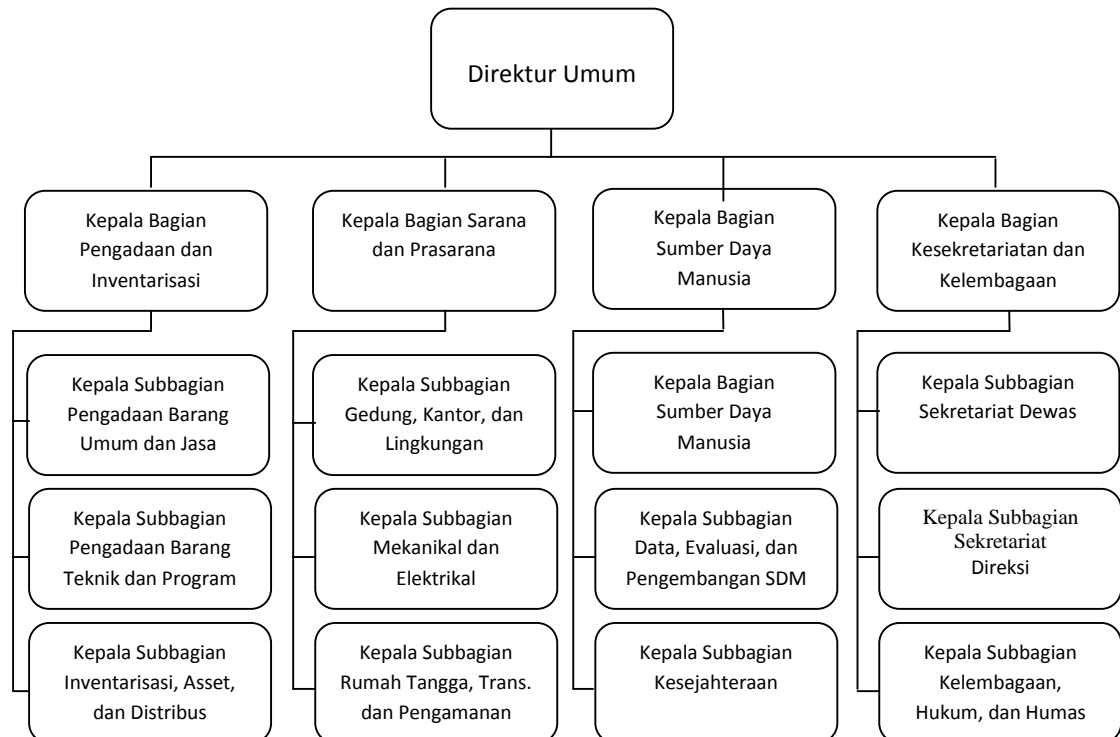 Direktur Umum
Kepala Bagian
Pengadaan dan
Inventarisasi
Kepala Bagian Sarana
dan Prasarana
Kepala Bagian
Sumber Daya
Manusia
Kepala Bagian
Kesekretariatan dan
Kelembagaan
Kepala Subbagian
Pengadaan Barang
Umum dan Jasa
Kepala Subbagian
Gedung, Kantor, dan
Lingkungan
Kepala Bagian
Sumber Daya
Manusia
Kepala Subbagian
Sekretariat Dewas
Kepala Subbagian
Pengadaan Barang
Teknik dan Program
Kepala Subbagian
Mekanikal dan
Elektrikal
Kepala Subbagian
Data, Evaluasi, dan
Pengembangan SDM
Kepala Subbagian
Sekretariat
Direksi
Kepala Subbagian
Inventarisasi, Asset,
dan Distribus
Kepala Subbagian
Rumah Tangga, Trans.
dan Pengamanan
Kepala Subbagian
Kesejahteraan
Kepala Subbagian
Kelembagaan,
Hukum, dan Humas